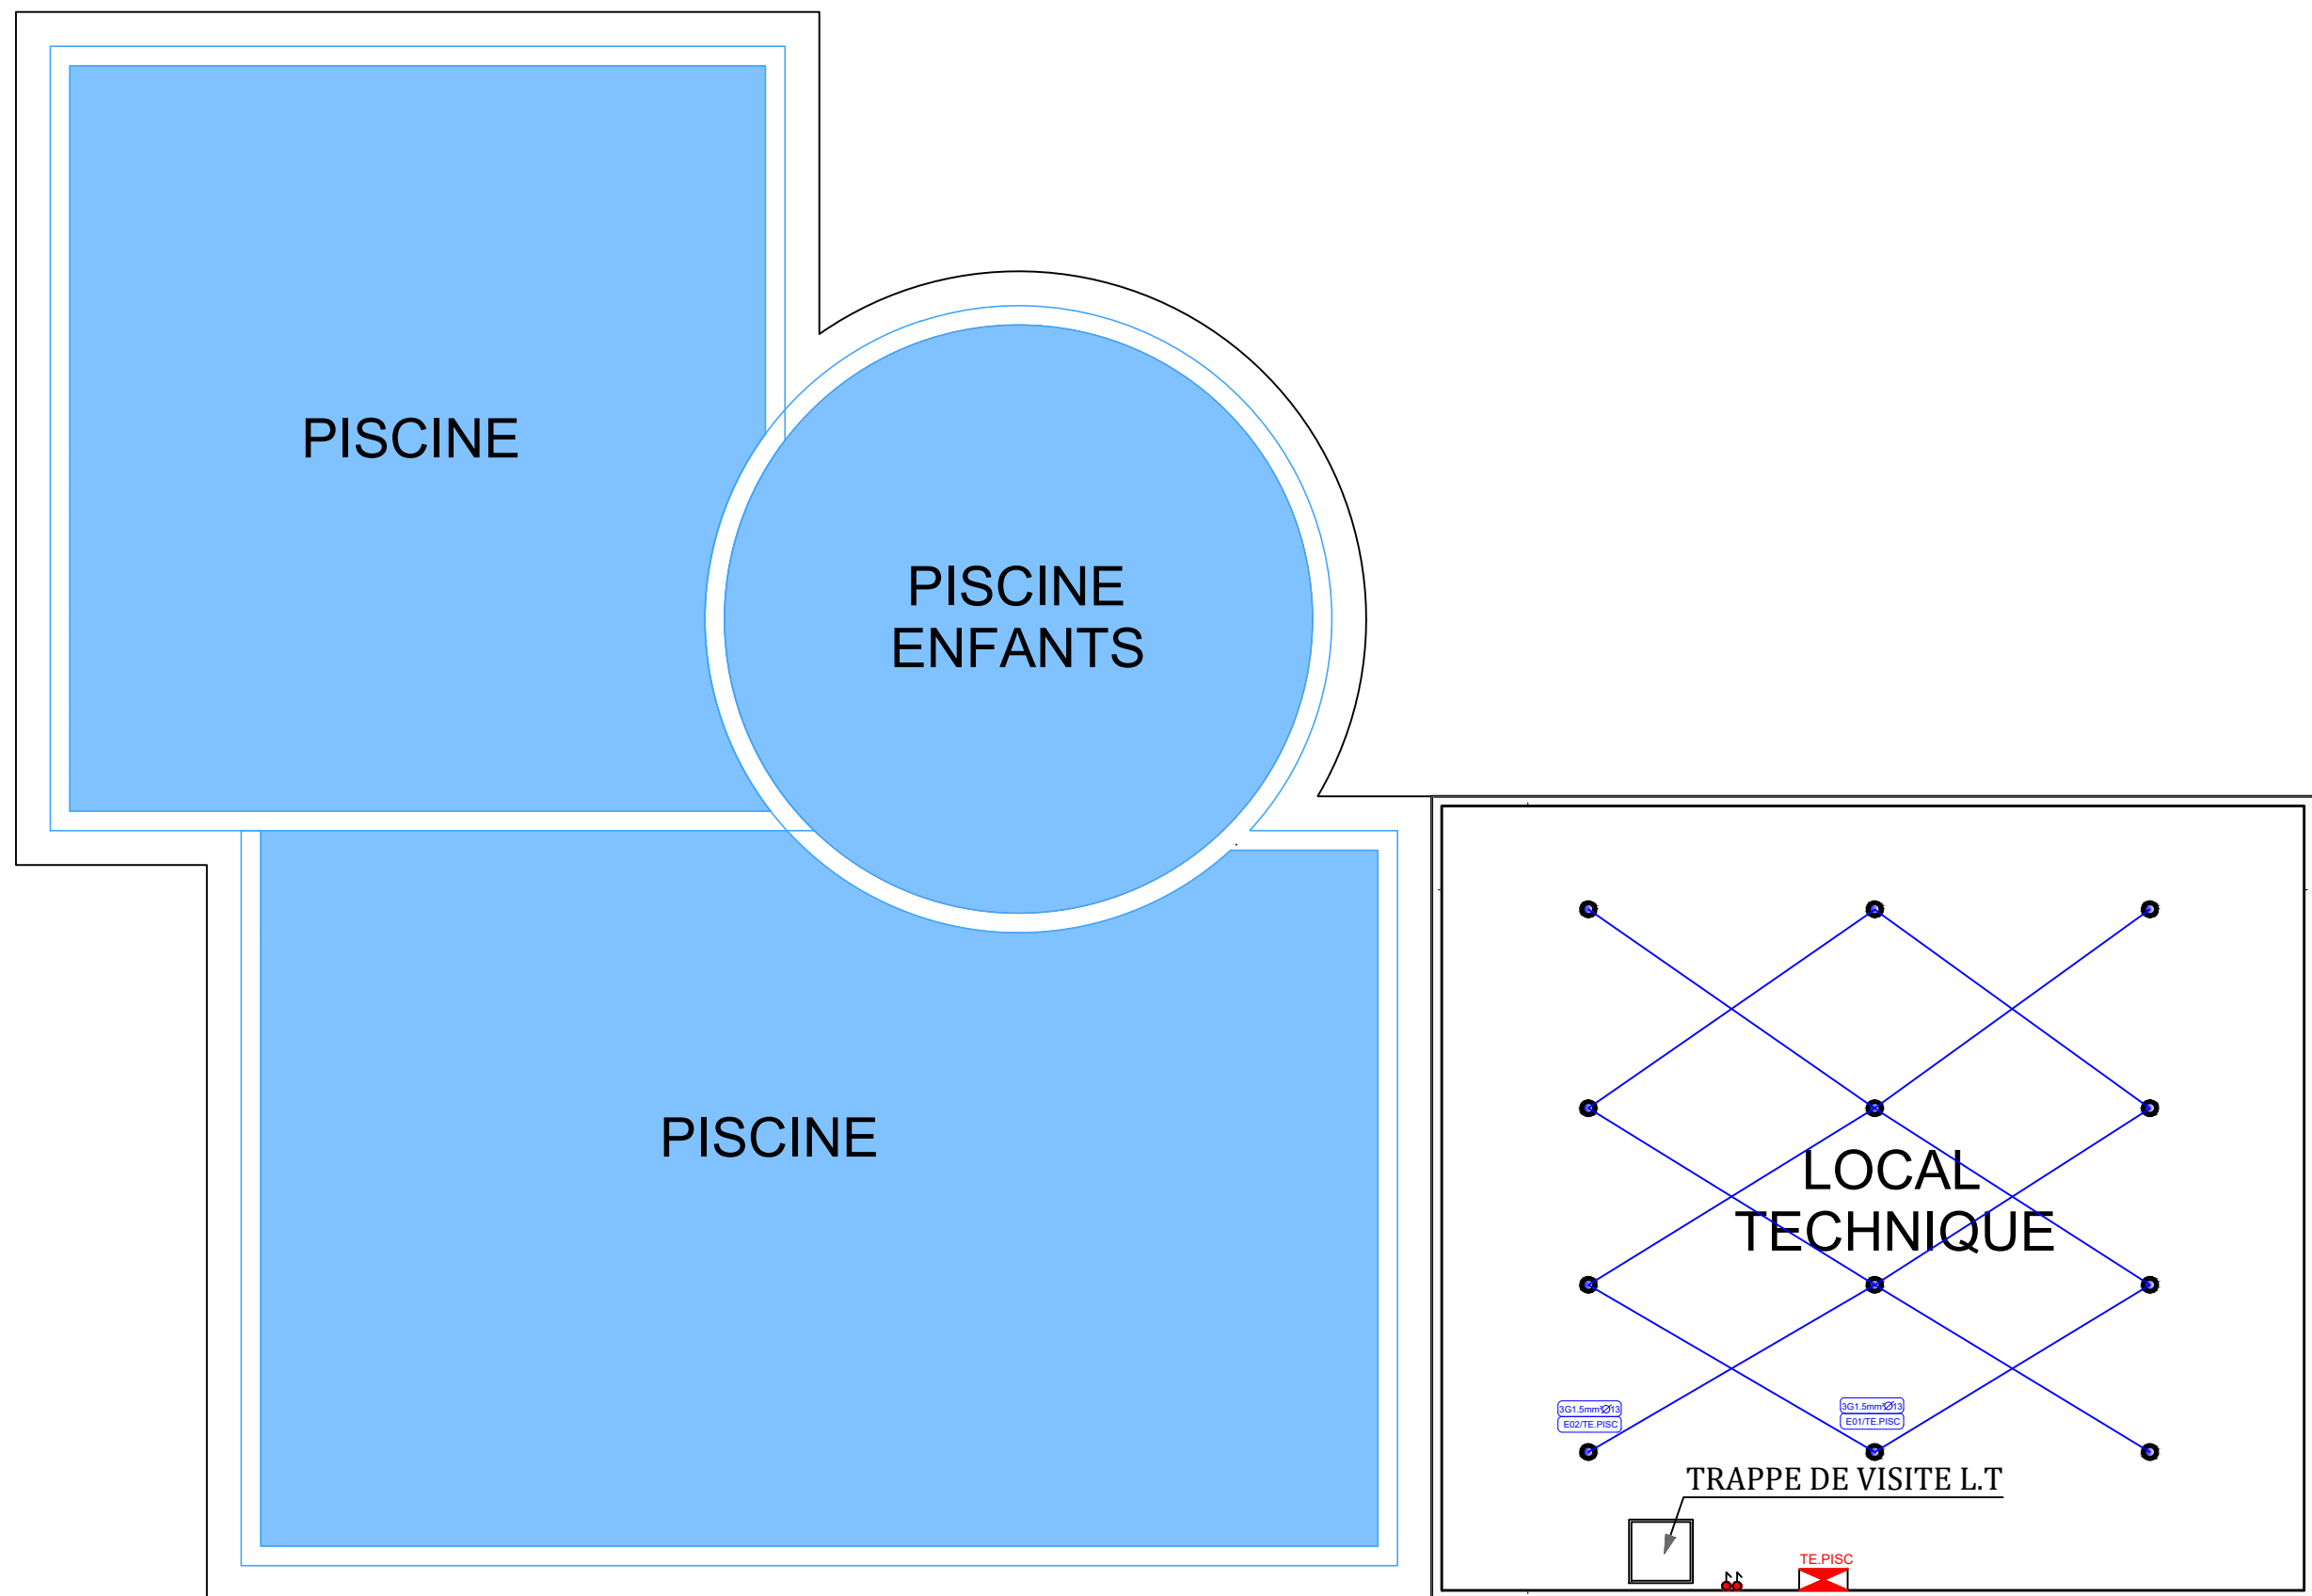 PISCINE
PISCINE
ENFANTS
PISCINE
LOCAL
TECHNIQUE
3G1.5mm²Ø13
E02/TE.PISC
3G1.5mm²Ø13
E01/TE.PISC
TRAPPE DE VISITE L.T
TE.PISC